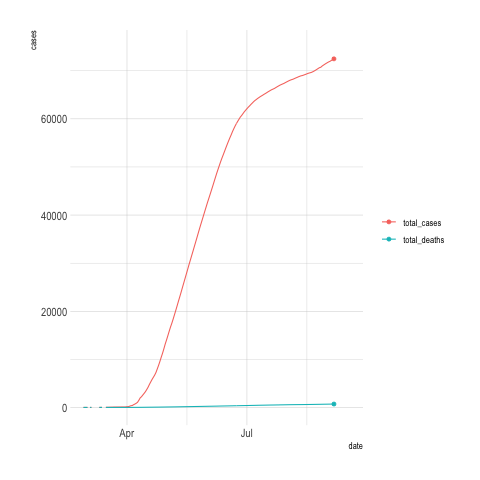 cases
60000
40000
20000
0
Apr
Jul
date
total_cases
total_deaths